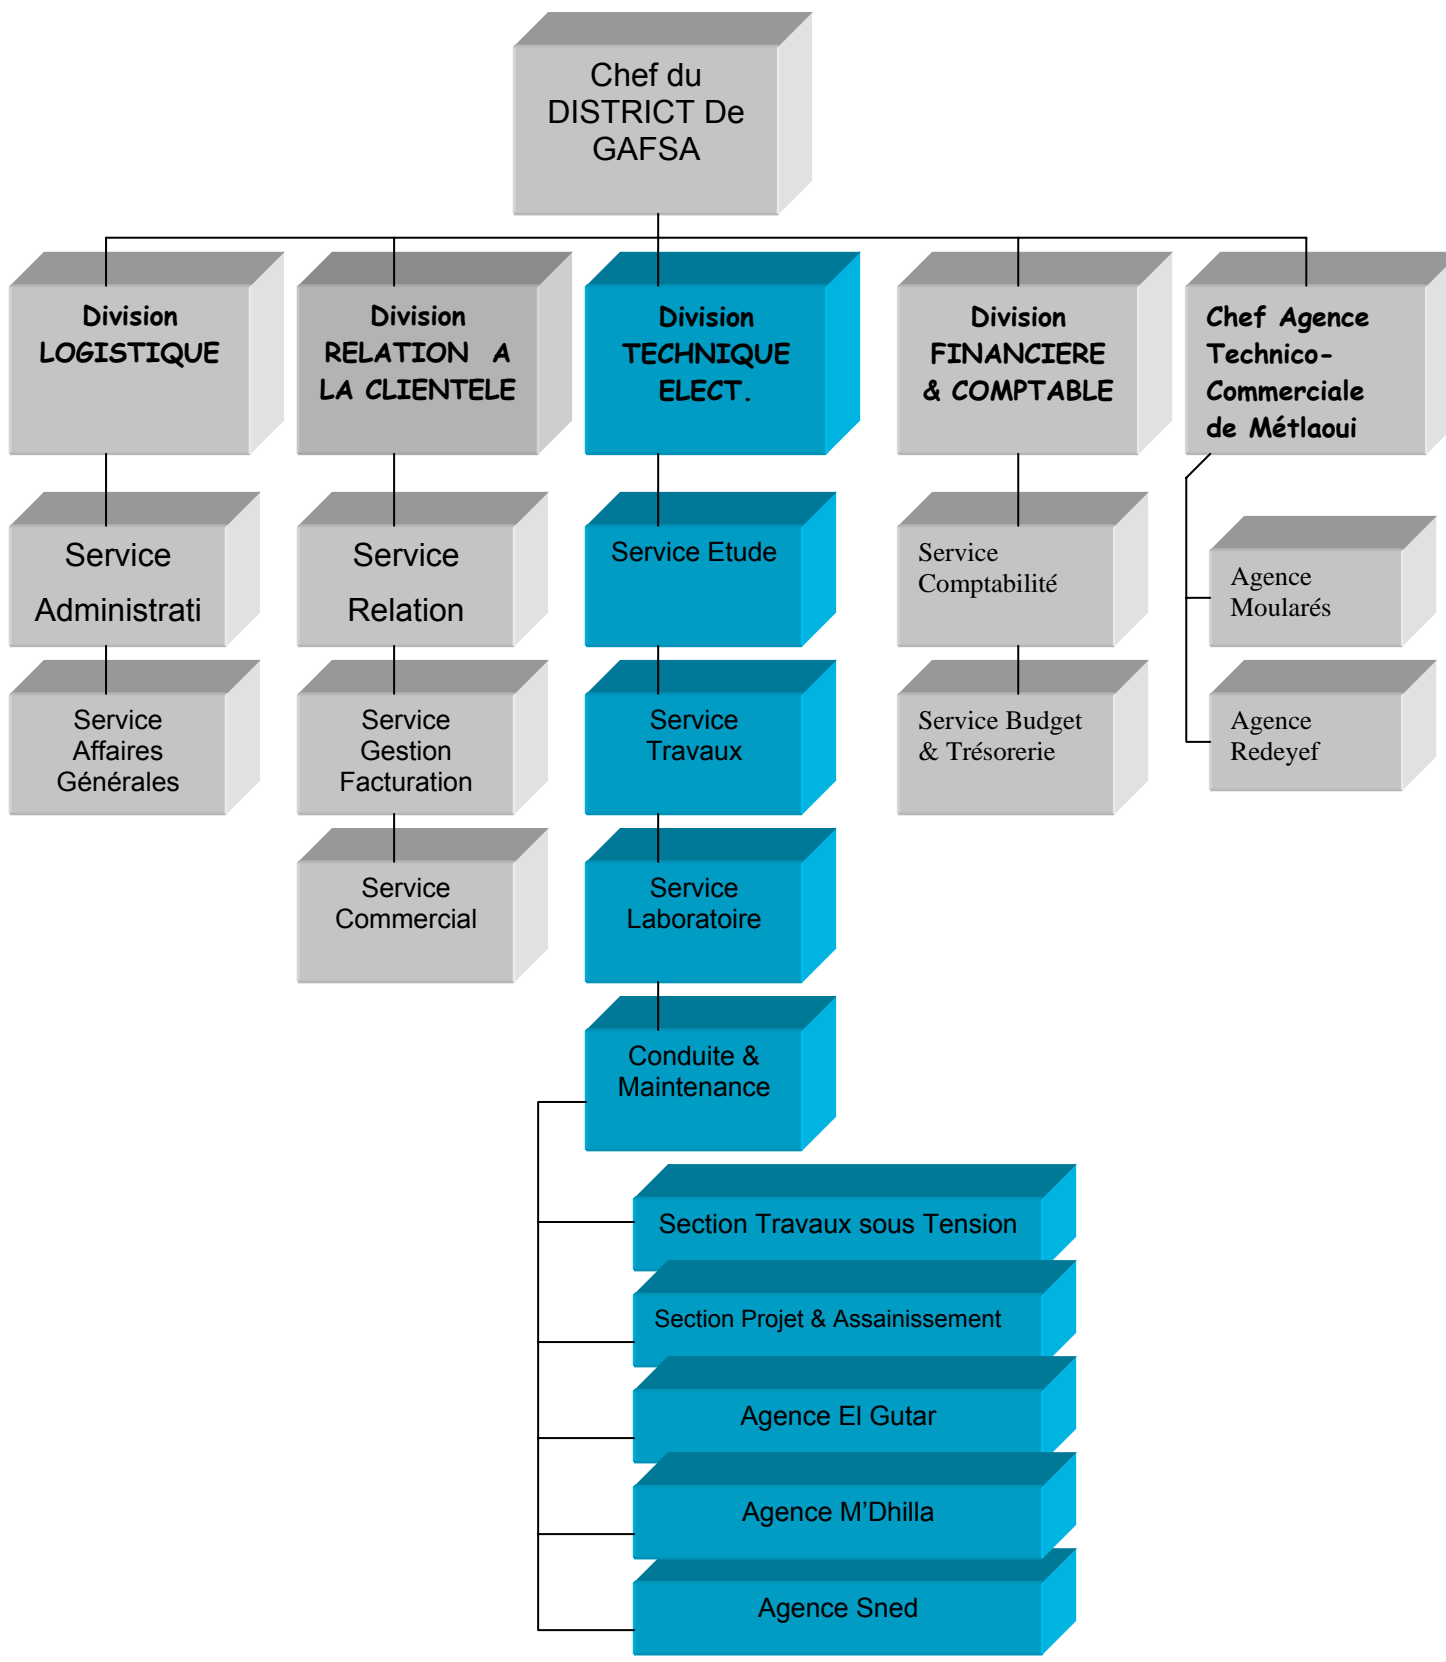 Chef du
DISTRICT De
GAFSA
Division
LOGISTIQUE
Division
RELATION A
LA CLIENTELE
Division
TECHNIQUE
ELECT.
Division
FINANCIERE
& COMPTABLE
Chef Agence
Technico-
Commerciale
de Métlaoui
Service
Administrati
Service
Relation
Service Etude
Service
Comptabilité
Agence
Moularés
Service
Affaires
Générales
Service
Gestion
Facturation
Service
Travaux
Service Budget
& Trésorerie
Agence
Redeyef
Service
Commercial
Service
Laboratoire
Conduite &
Maintenance
Section Travaux sous Tension
Section Projet & Assainissement
Agence El Gutar
Agence M’Dhilla
Agence Sned